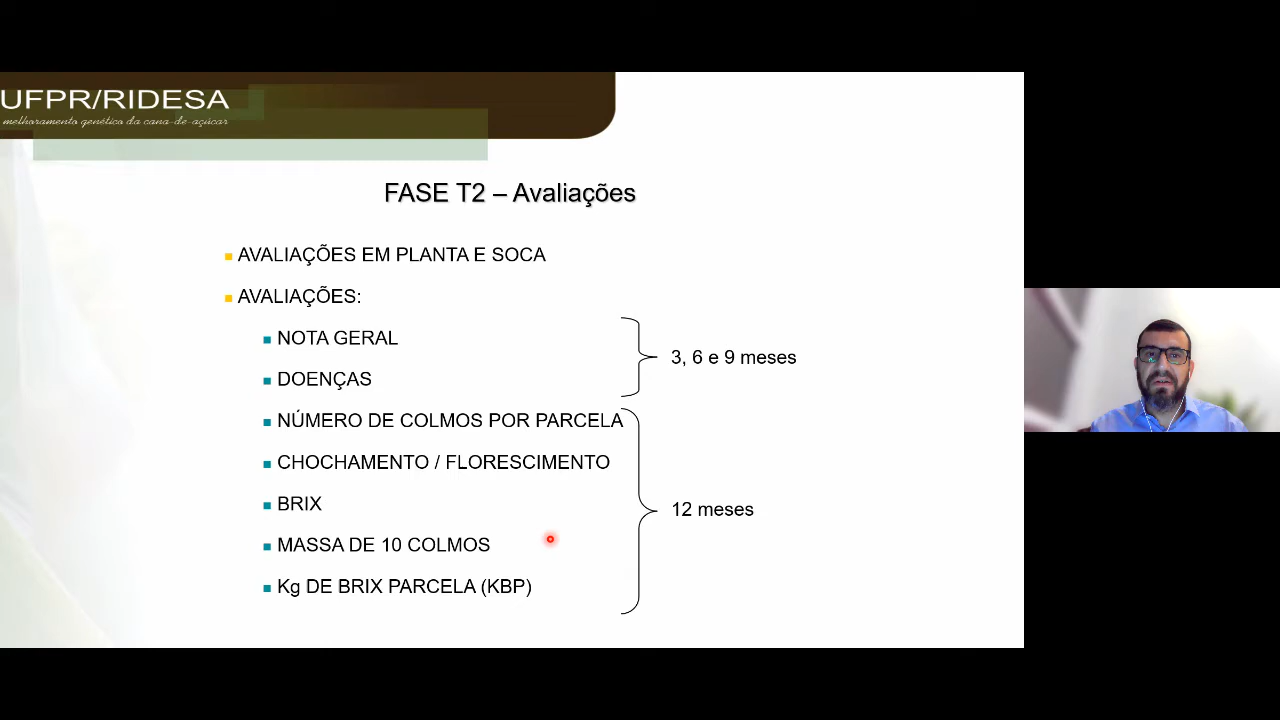 UFPR/RIDESA
melhoramento genético da cana-de-açúcar
FASE T2 – Avaliações
AVALIAÇÕES EM PLANTA E SOCA
AVALIAÇÕES:
NOTA GERAL
DOENÇAS
3, 6 e 9 meses
NÚMERO DE COLMOS POR PARCELA
CHOCHAMENTO / FLORESCIMENTO
BRIX
MASSA DE 10 COLMOS
Kg DE BRIX PARCELA (KBP)
12 meses